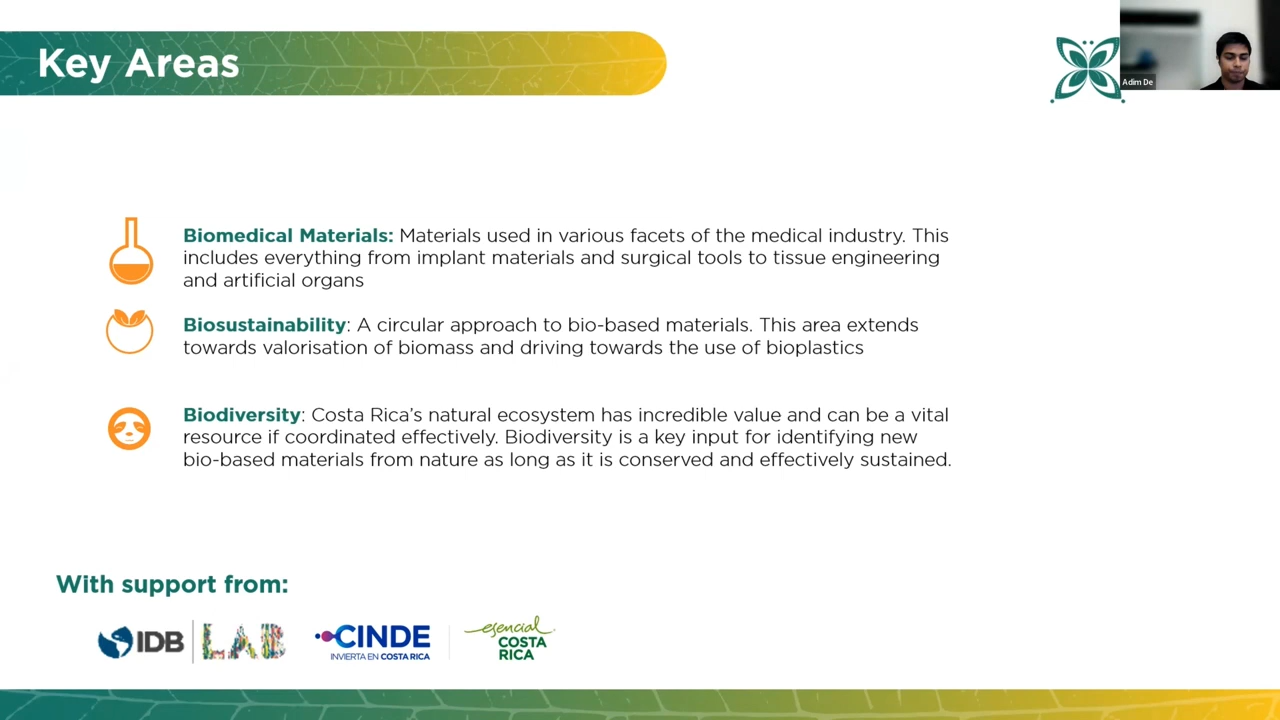 Key Areas
Adim De
Biomedical Materials: Materials used in various facets of the medical industry. This
includes everything from implant materials and surgical tools to tissue engineering
and artificial organs
Biosustainability: A circular approach to bio-based materials. This area extends
towards valorisation of biomass and driving towards the use of bioplastics
Biodiversity: Costa Rica’s natural ecosystem has incredible value and can be a vital
resource if coordinated effectively. Biodiversity is a key input for identifying new
bio-based materials from nature as long as it is conserved and effectively sustained.
With support from:
IDB LAB
CINDE
INVIERTA EN COSTA RICA
esencial
COSTA
RICA